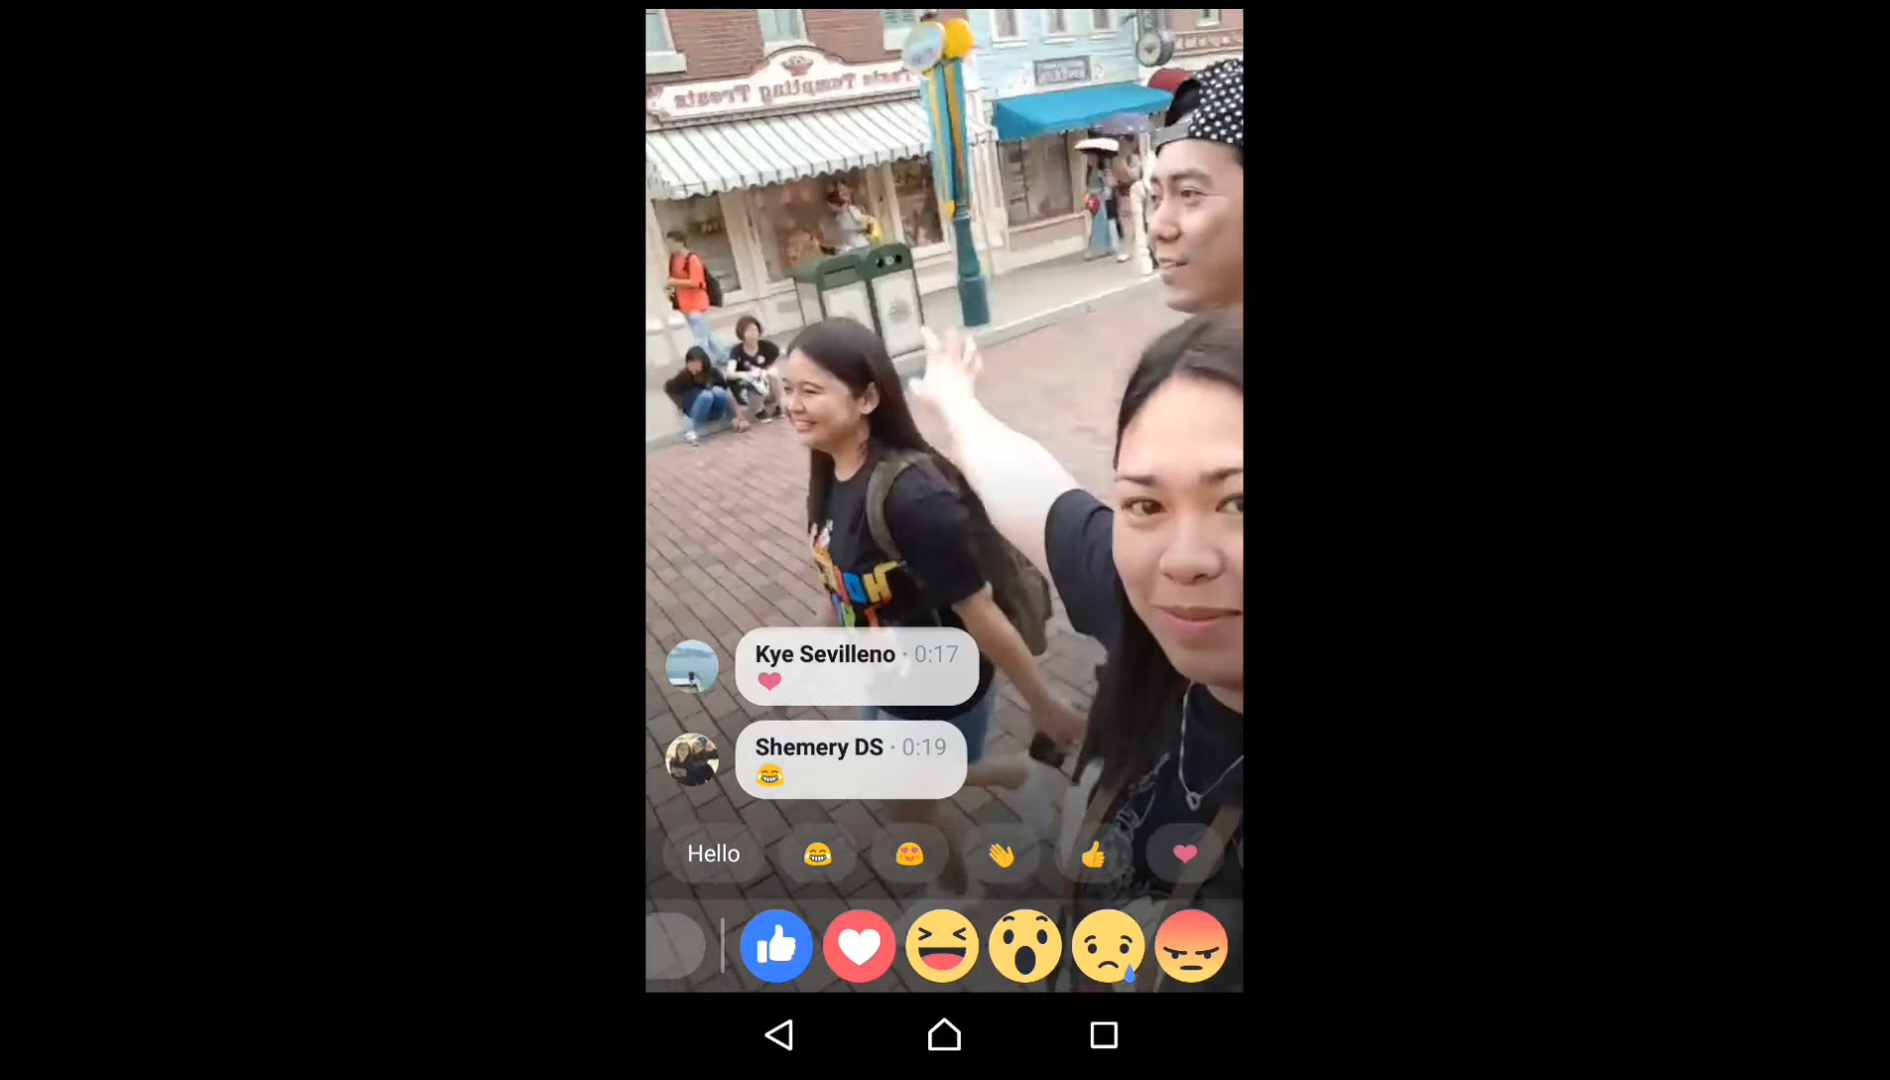 Tempting Treats
Kye Sevilleno · 0:17
❤
Shemery DS · 0:19
😂
Hello 😂 😍 👋 👍 ❤